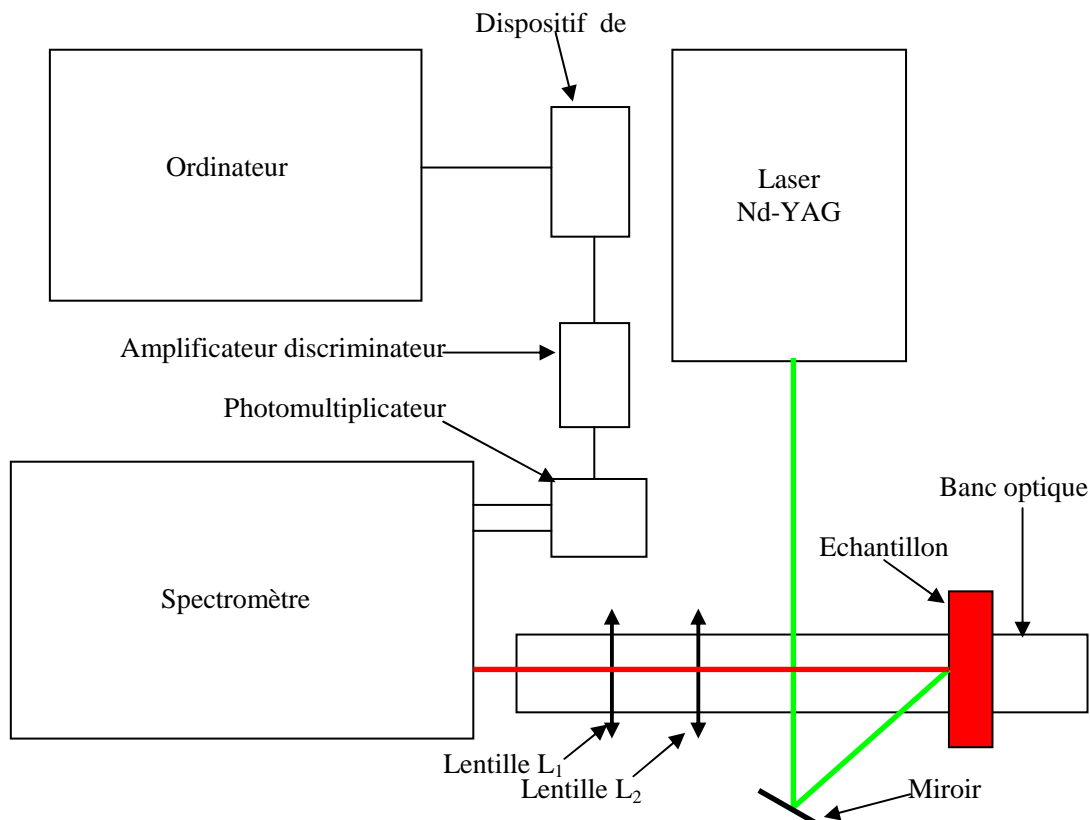 Dispositif de
Ordinateur
Laser
Nd-YAG
Amplificateur discriminateur
Photomultiplicateur
Banc optique
Echantillon
Spectromètre
Lentille L1
Lentille L2
Miroir